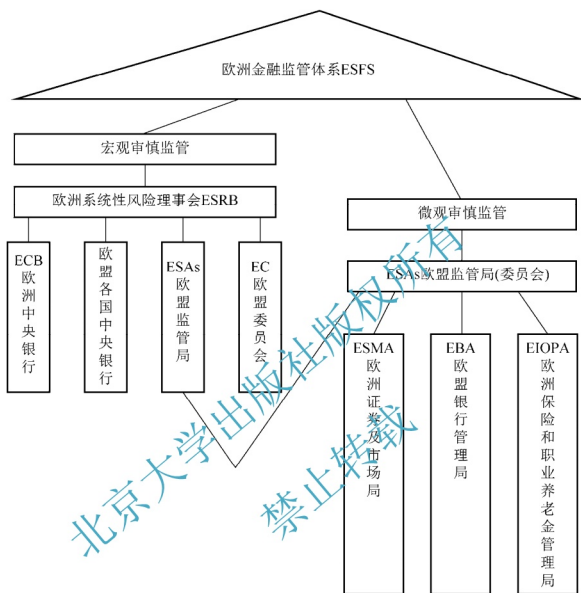 欧洲金融监管体系ESFS
宏观审慎监管
欧洲系统性风险理事会ESRB
ECB
欧洲中央银行
欧盟各国中央银行
ESAs
欧盟监管局
EC
欧盟委员会
微观审慎监管
ESAs欧盟监管局(委员会)
ESMA
欧洲证券及市场局
EBA
欧盟银行管理局
EIOPA
欧洲保险和职业养老金管理局
北京大学出版社版权所有
禁止转载